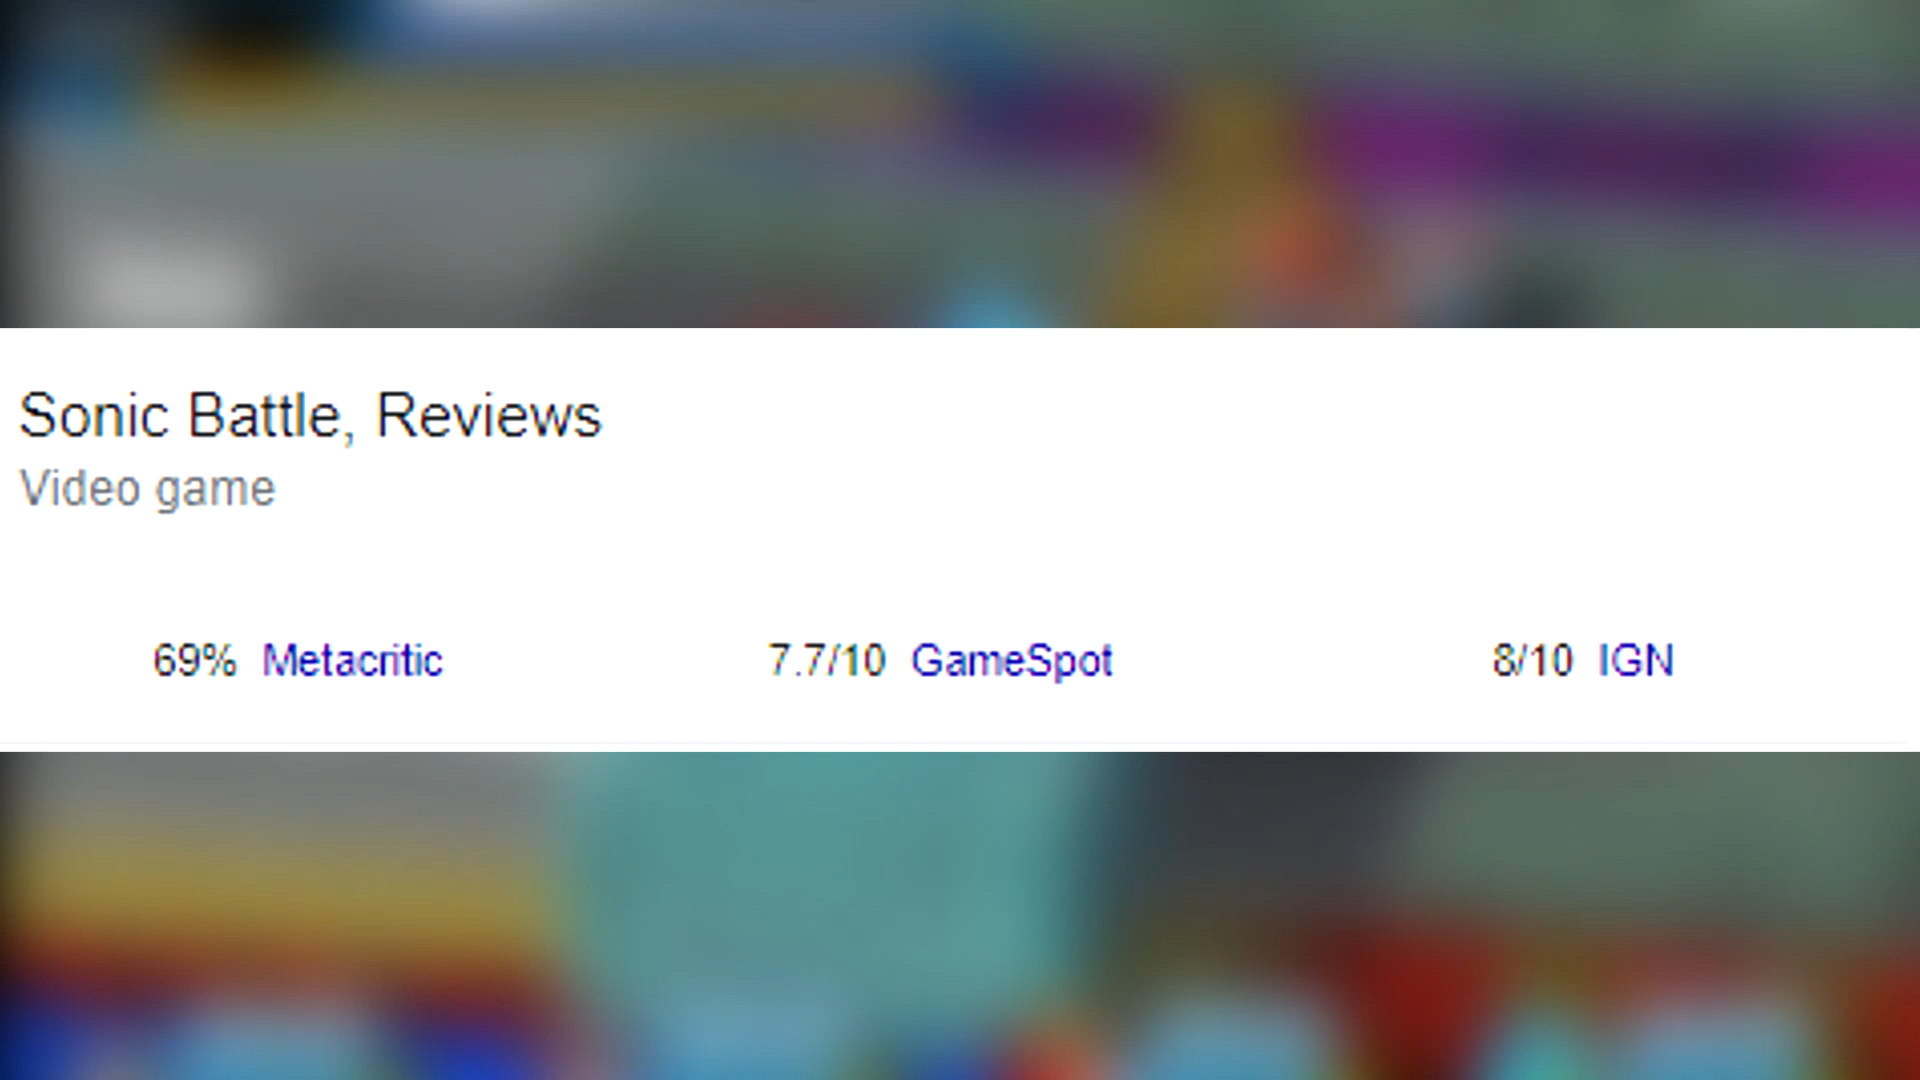 Sonic Battle, Reviews
Video game
69% Metacritic 7.7/10 GameSpot 8/10 IGN